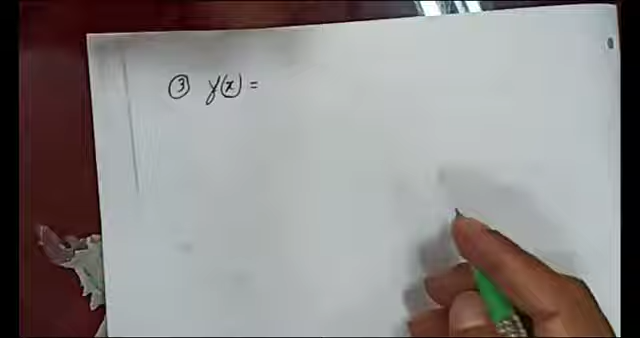 ③ y(x) =